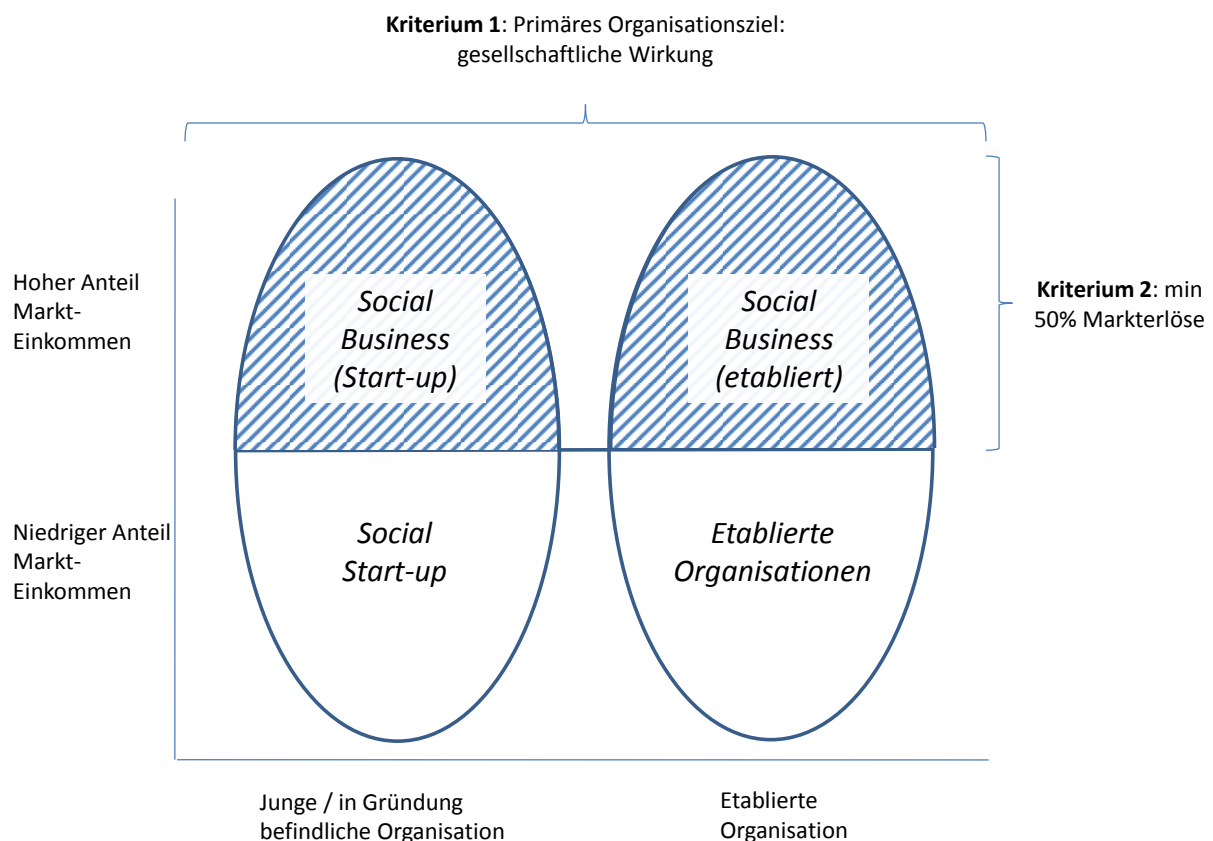 Kriterium 1: Primäres Organisationsziel:
gesellschaftliche Wirkung
Hoher Anteil
Markt-
Einkommen
Social
Business
(Start-up)
Social
Business
(etabliert)
Kriterium 2: min
50% Markterlöse
Niedriger Anteil
Markt-
Einkommen
Social
Start-up
Etablierte
Organisationen
Junge / in Gründung
befindliche Organisation
Etablierte
Organisation